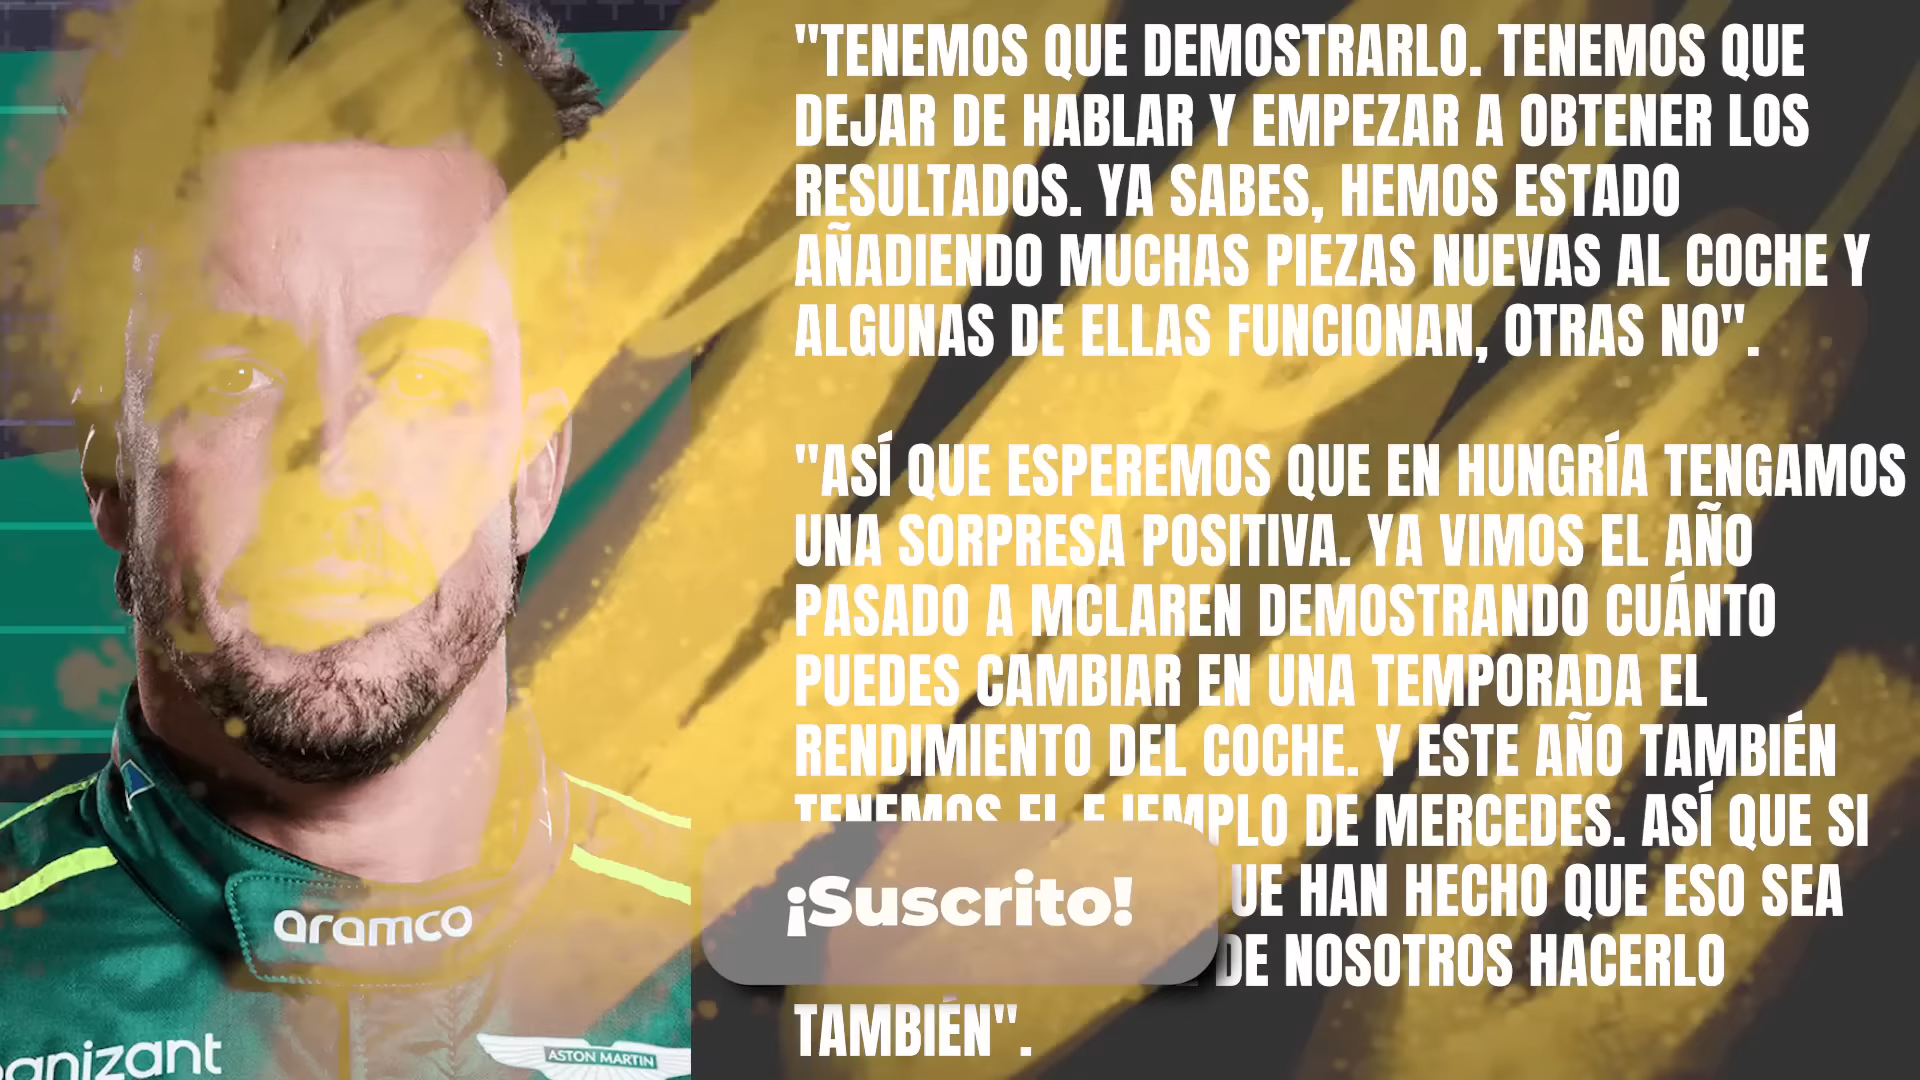 "TENEMOS QUE DEMOSTRARLO. TENEMOS QUE
DEJAR DE HABLAR Y EMPEZAR A OBTENER LOS
RESULTADOS. YA SABES, HEMOS ESTADO
AÑADIENDO MUCHAS PIEZAS NUEVAS AL COCHE Y
ALGUNAS DE ELLAS FUNCIONAN, OTRAS NO".
"ASÍ QUE ESPEREMOS QUE EN HUNGRÍA TENGAMOS
UNA SORPRESA POSITIVA. YA VIMOS EL AÑO
PASADO A MCLAREN DEMOSTRANDO CUÁNTO
PUEDES CAMBIAR EN UNA TEMPORADA EL
RENDIMIENTO DEL COCHE. Y ESTE AÑO TAMBIÉN
TENEMOS EL EJEMPLO DE MERCEDES. ASÍ QUE SI
HAN HECHO QUE ESO SEA
DE NOSOTROS HACERLO
TAMBIÉN".
¡Suscrito!
aramco
ASTON MARTIN